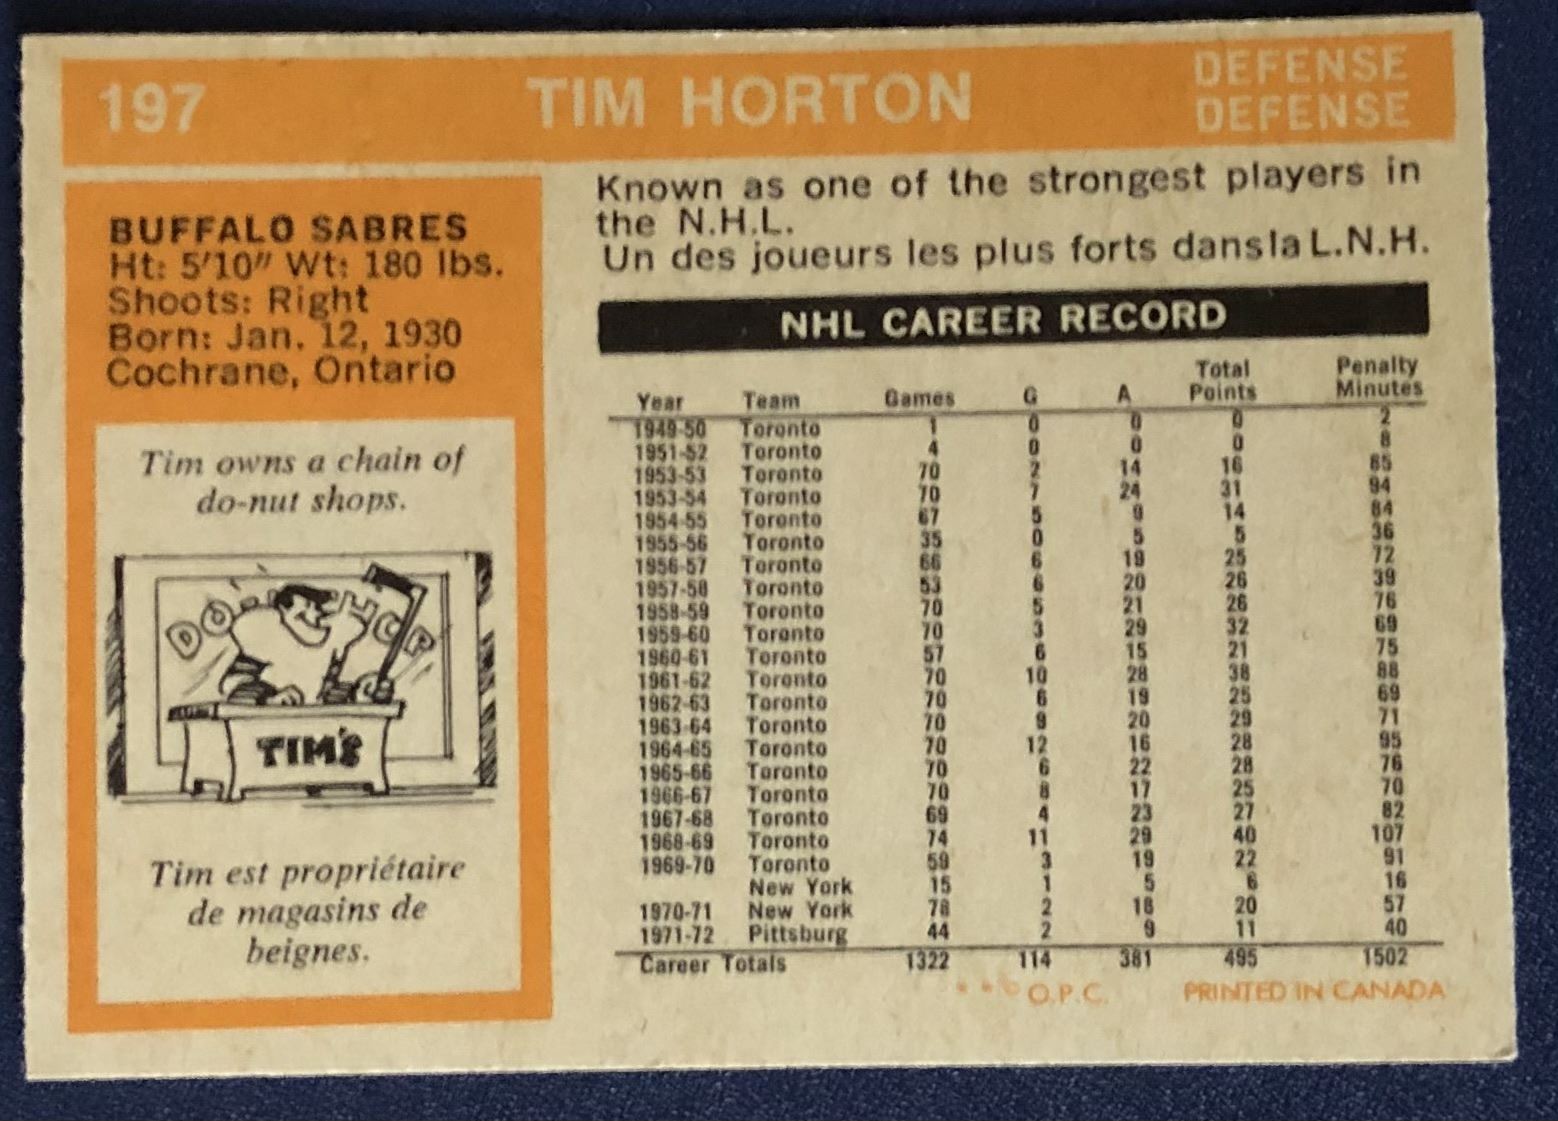 197 TIM HORTON DEFENSE
DEFENSE
BUFFALO SABRES
Ht: 5'10" Wt: 180 lbs.
Shoots: Right
Born: Jan. 12, 1930
Cochrane, Ontario
Tim owns a chain of
do-nut shops.
DO
TIM'S
Tim est propriétaire
de magasins de
beignes.
Known as one of the strongest players in
the N.H.L.
Un des joueurs les plus forts dansla L.N.H.
NHL CAREER RECORD
Year Team Games G A Total Points Penalty Minutes
1949-50 Toronto 1 0 0 0 2
1951-52 Toronto 4 0 0 0 8
1953-53 Toronto 70 2 14 16 85
1953-54 Toronto 70 7 24 31 94
1954-55 Toronto 67 5 9 14 84
1955-56 Toronto 35 0 5 5 36
1956-57 Toronto 66 6 19 25 72
1957-58 Toronto 53 6 20 26 39
1958-59 Toronto 70 5 21 26 76
1959-60 Toronto 70 3 29 32 69
1960-61 Toronto 57 6 15 21 75
1961-62 Toronto 70 10 28 38 88
1962-63 Toronto 70 6 19 25 69
1963-64 Toronto 70 9 20 29 71
1964-65 Toronto 70 12 16 28 95
1965-66 Toronto 70 6 22 28 76
1966-67 Toronto 70 8 17 25 70
1967-68 Toronto 69 4 23 27 82
1968-69 Toronto 74 11 29 40 107
1969-70 Toronto 59 3 19 22 91
New York 15 1 5 6 16
1970-71 New York 78 2 18 20 57
1971-72 Pittsburg 44 2 9 11 40
Career Totals 1322 114 381 495 1502
O.P.C. PRINTED IN CANADA